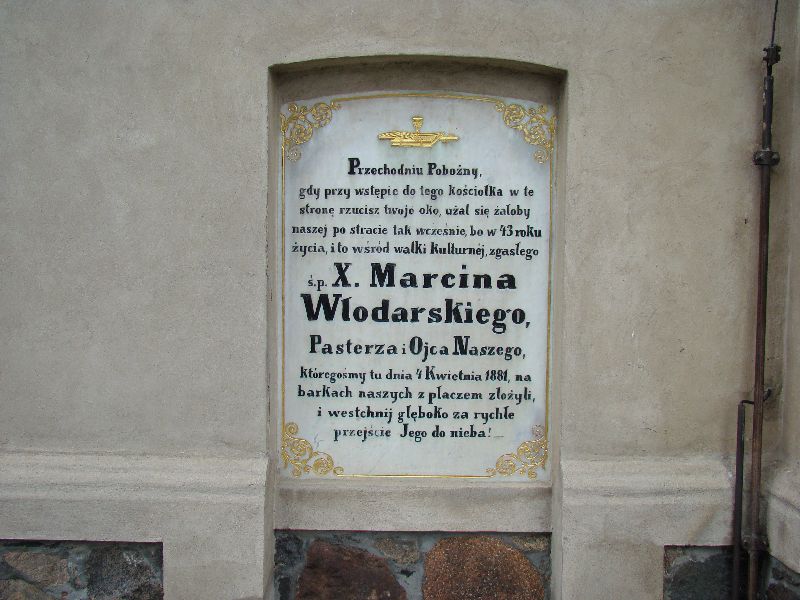 Przechodniu Pobożny,
gdy przy wstępie do tego kościołka w te
stronę rzucisz twoje oko, użal się żałoby
naszej po stracie tak wcześnie, bo w 43 roku
życia, i to wśród walki kulturnéj, zgasłego
ś.p. X. Marcina
Włodarskiego,
Pasterza i Ojca Naszego,
któregośmy tu dnia 4 Kwietnia 1881, na
barkach naszych z płaczem złożyli,
i westchnij głęboko za rychłe
przejście Jego do nieba!